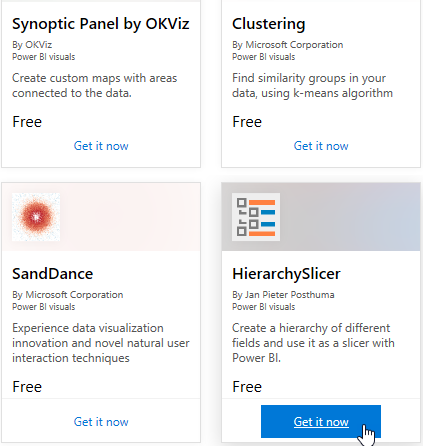 Synoptic Panel by OKViz
By OKViz
Power BI visuals
Create custom maps with areas
connected to the data.
Free
Get it now
Clustering
By Microsoft Corporation
Power BI visuals
Find similarity groups in your
data, using k-means algorithm
Free
Get it now
SandDance
By Microsoft Corporation
Power BI visuals
Experience data visualization
innovation and novel natural user
interaction techniques
Free
Get it now
HierarchySlicer
By Jan Pieter Posthuma
Power BI visuals
Create a hierarchy of different
fields and use it as a slicer with
Power BI.
Free
Get it now